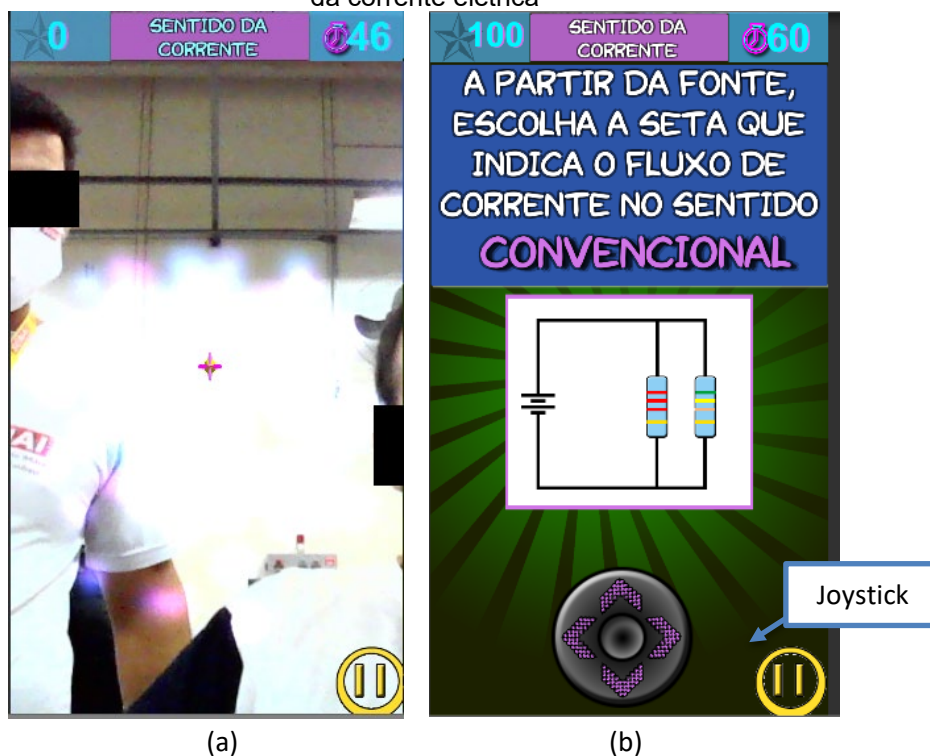 da corrente elétrica
0
SENTIDO DA
CORRENTE
46
100
SENTIDO DA
CORRENTE
60
A PARTIR DA FONTE,
ESCOLHA A SETA QUE
INDICA O FLUXO DE
CORRENTE NO SENTIDO
CONVENCIONAL
Joystick
(a)
(b)